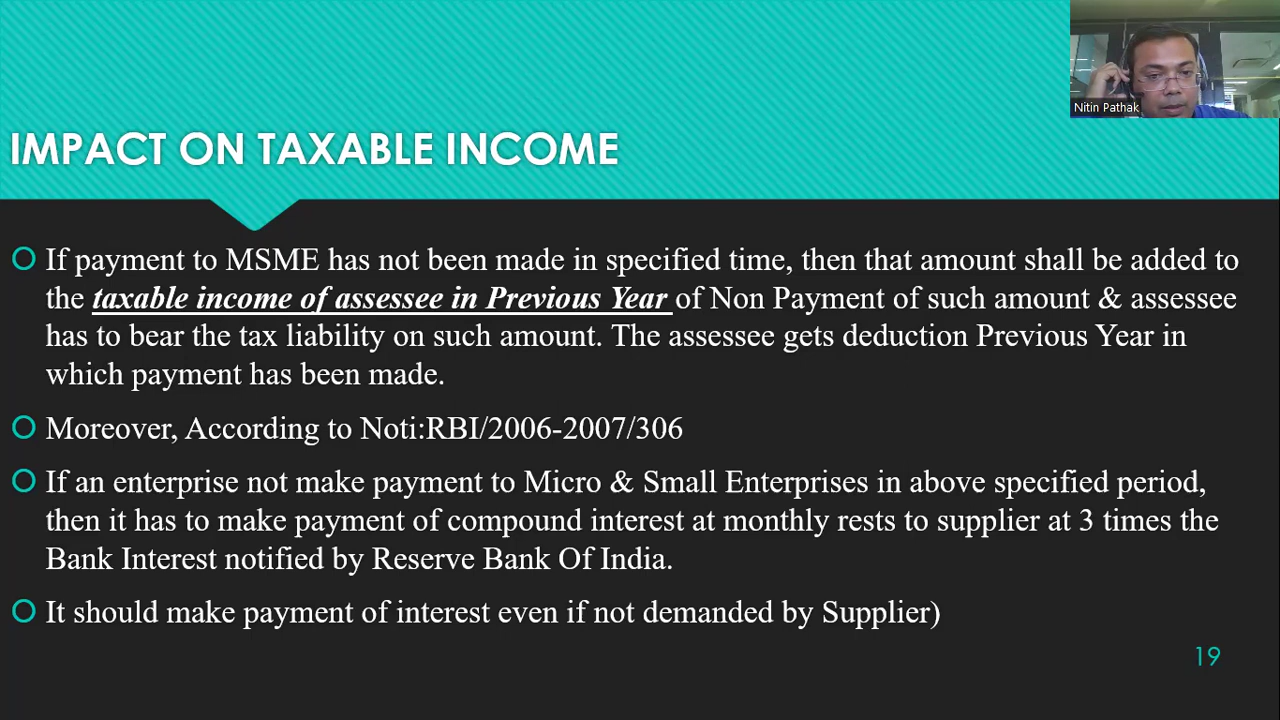 Nitin Pathak
IMPACT ON TAXABLE INCOME
If payment to MSME has not been made in specified time, then that amount shall be added to
the taxable income of assessee in Previous Year of Non Payment of such amount & assessee
has to bear the tax liability on such amount. The assessee gets deduction Previous Year in
which payment has been made.
Moreover, According to Noti:RBI/2006-2007/306
If an enterprise not make payment to Micro & Small Enterprises in above specified period,
then it has to make payment of compound interest at monthly rests to supplier at 3 times the
Bank Interest notified by Reserve Bank Of India.
It should make payment of interest even if not demanded by Supplier)
19